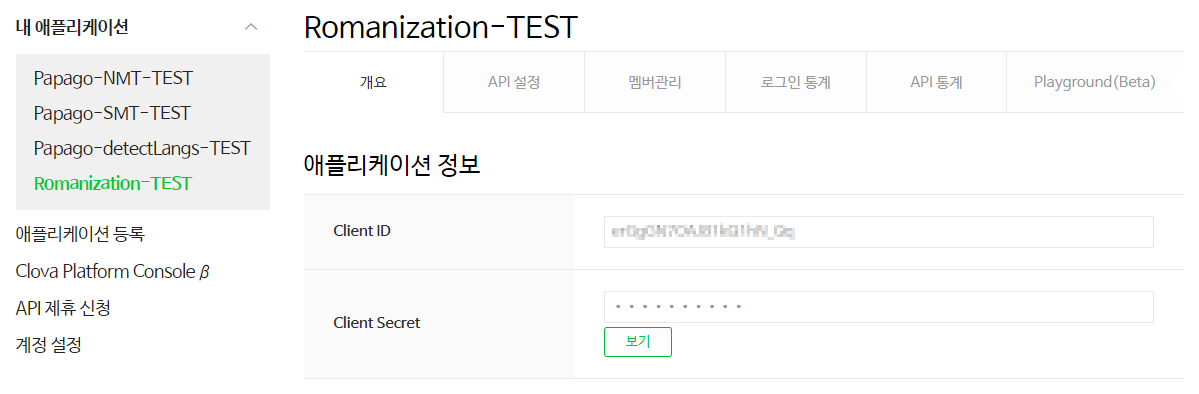 내 애플리케이션
Papago-NMT-TEST
Papago-SMT-TEST
Papago-detectLangs-TEST
Romanization-TEST
애플리케이션 등록
Clova Platform Console β
API 제휴 신청
계정 설정
Romanization-TEST
개요 API 설정 멤버관리 로그인 통계 API 통계 Playground(Beta)
애플리케이션 정보
Client ID
Client Secret
보기